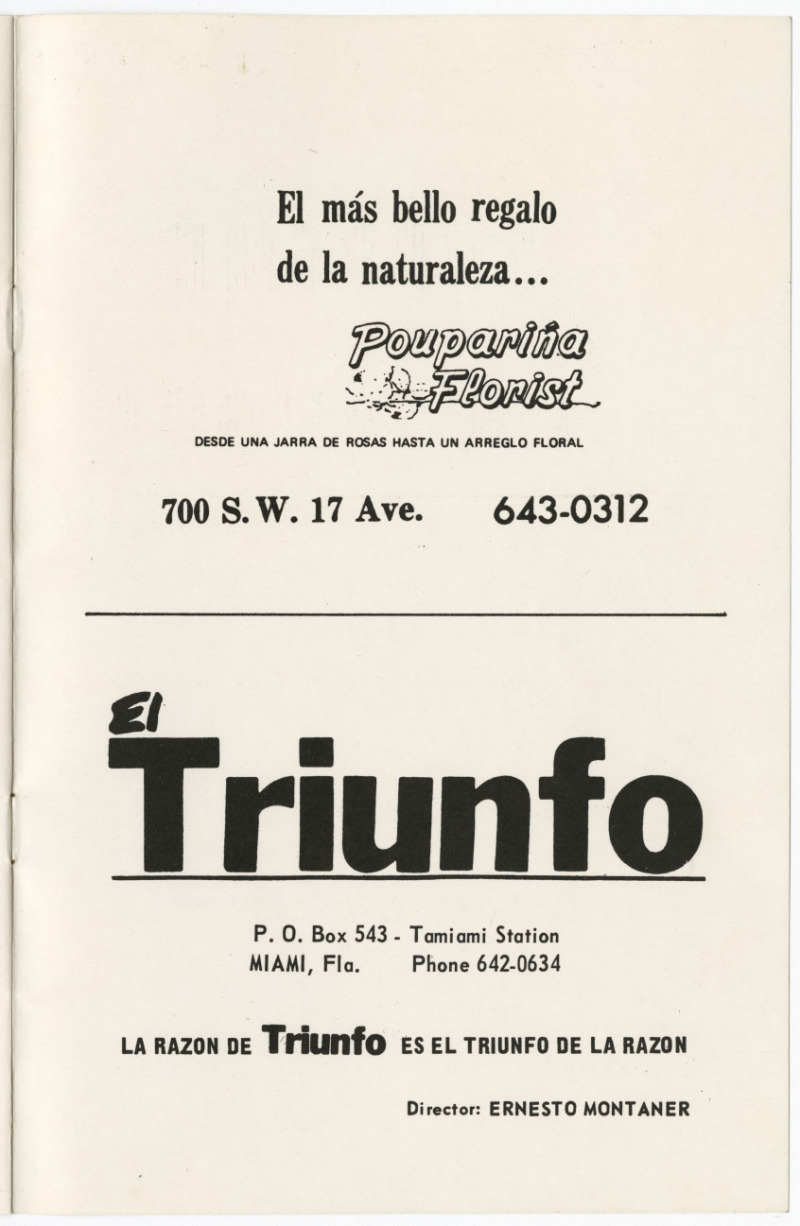 El más bello regalo
de la naturaleza...
Poupariña
Florist
DESDE UNA JARRA DE ROSAS HASTA UN ARREGLO FLORAL
700 S.W. 17 Ave. 643-0312
El
Triunfo
P. O. Box 543 - Tamiami Station
MIAMI, Fla. Phone 642-0634
LA RAZON DE Triunfo ES EL TRIUNFO DE LA RAZON
Director: ERNESTO MONTANER